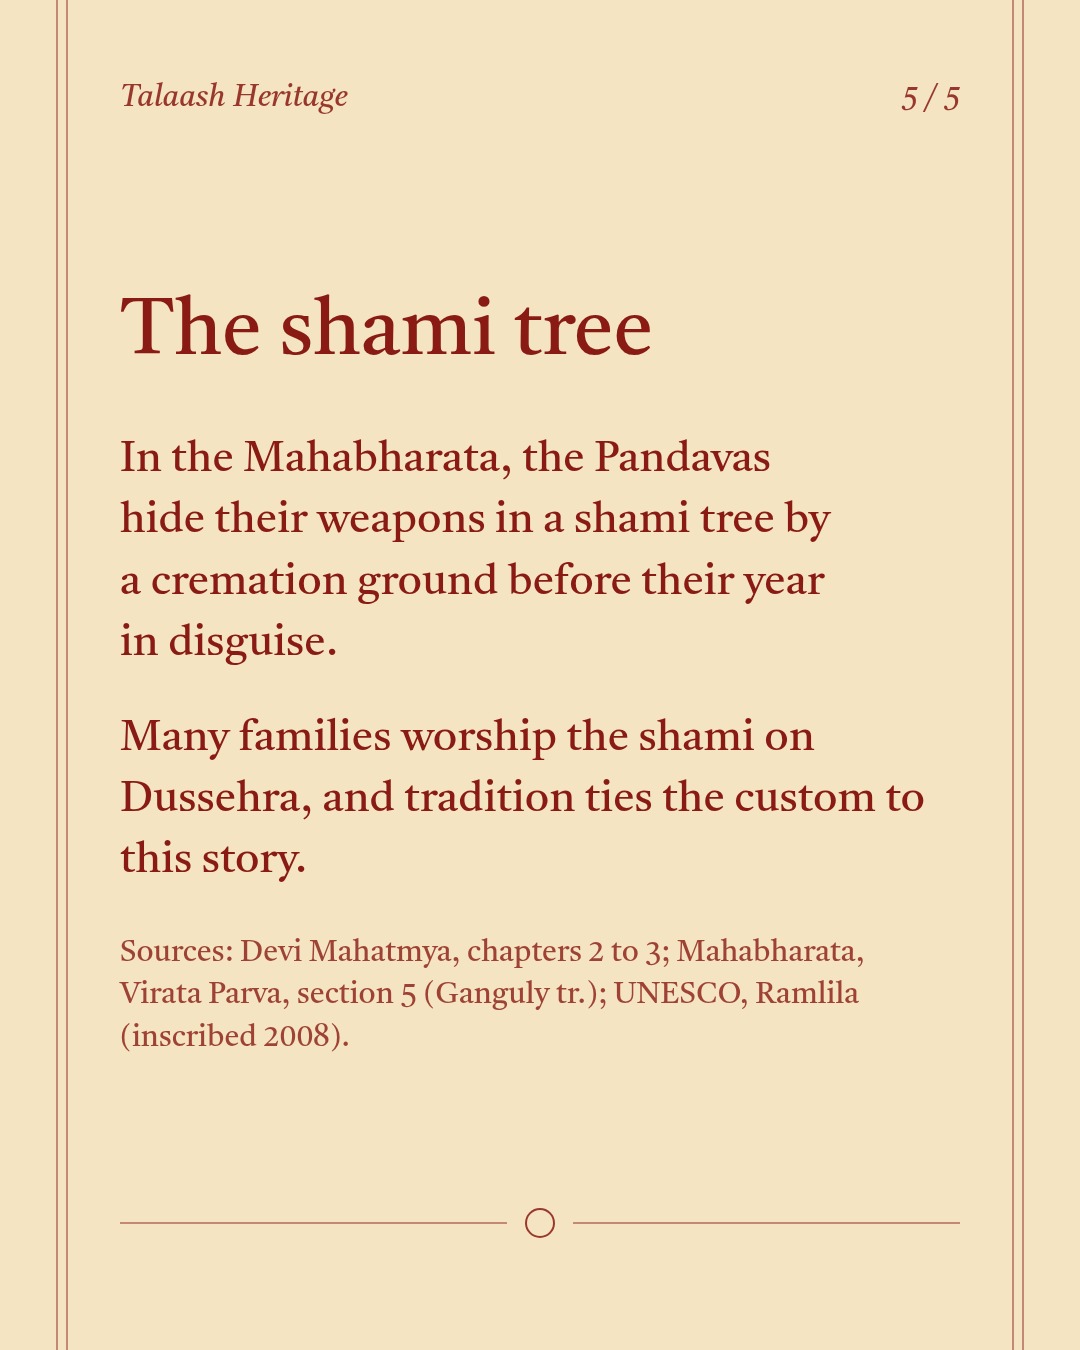 Talaash Heritage
5 / 5
The shami tree
In the Mahabharata, the Pandavas
hide their weapons in a shami tree by
a cremation ground before their year
in disguise.
Many families worship the shami on
Dussehra, and tradition ties the custom to
this story.
Sources: Devi Mahatmya, chapters 2 to 3; Mahabharata,
Virata Parva, section 5 (Ganguly tr.); UNESCO, Ramlila
(inscribed 2008).